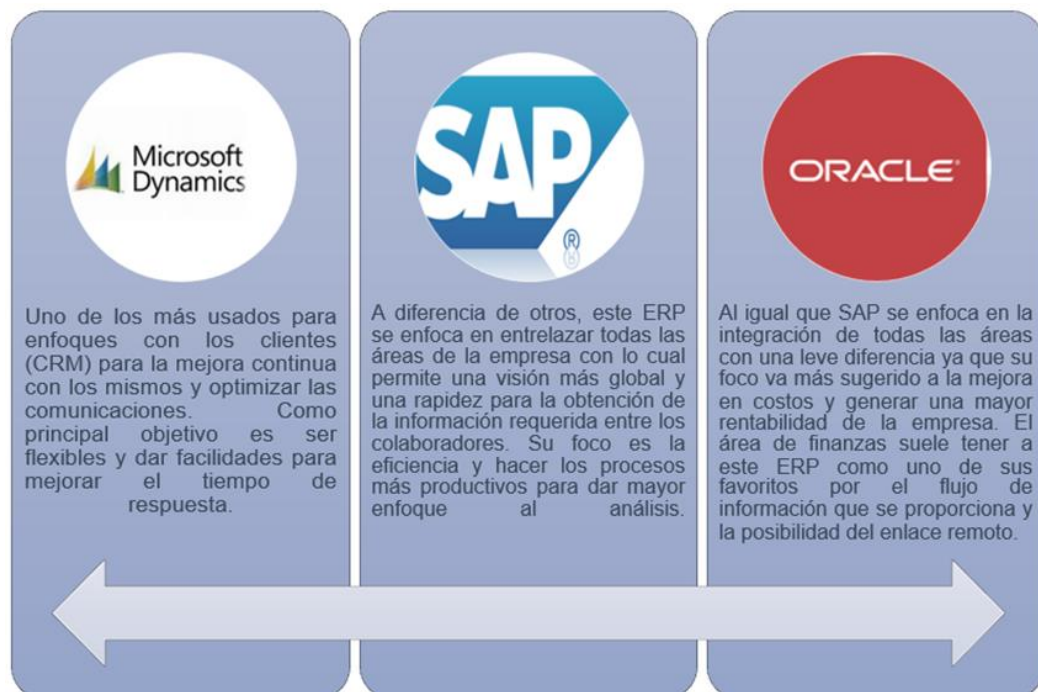 Microsoft
Dynamics
Uno de los más usados para
enfoques con los clientes
(CRM) para la mejora continua
con los mismos y optimizar las
comunicaciones. Como
principal objetivo es ser
flexibles y dar facilidades para
mejorar el tiempo de
respuesta.
SAP
®
A diferencia de otros, este ERP
se enfoca en entrelazar todas las
áreas de la empresa con lo cual
permite una visión más global y
una rapidez para la obtención de
la información requerida entre los
colaboradores. Su foco es la
eficiencia y hacer los procesos
más productivos para dar mayor
enfoque al análisis.
ORACLE®
Al igual que SAP se enfoca en la
integración de todas las áreas
con una leve diferencia ya que su
foco va más sugerido a la mejora
en costos y generar una mayor
rentabilidad de la empresa. El
área de finanzas suele tener a
este ERP como uno de sus
favoritos por el flujo de
información que se proporciona y
la posibilidad del enlace remoto.